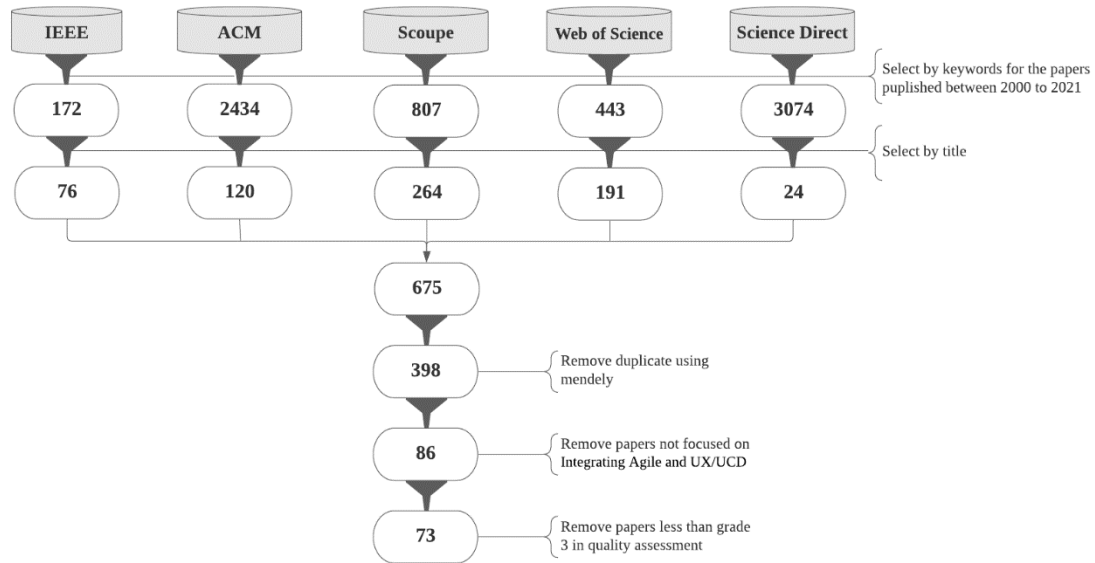 IEEE
ACM
Scoupe
Web of Science
Science Direct
Select by keywords for the papers
puplished between 2000 to 2021
172
2434
807
443
3074
Select by title
76
120
264
191
24
675
398
Remove duplicate using
mendely
86
Remove papers not focused on
Integrating Agile and UX/UCD
73
Remove papers less than grade
3 in quality assessment